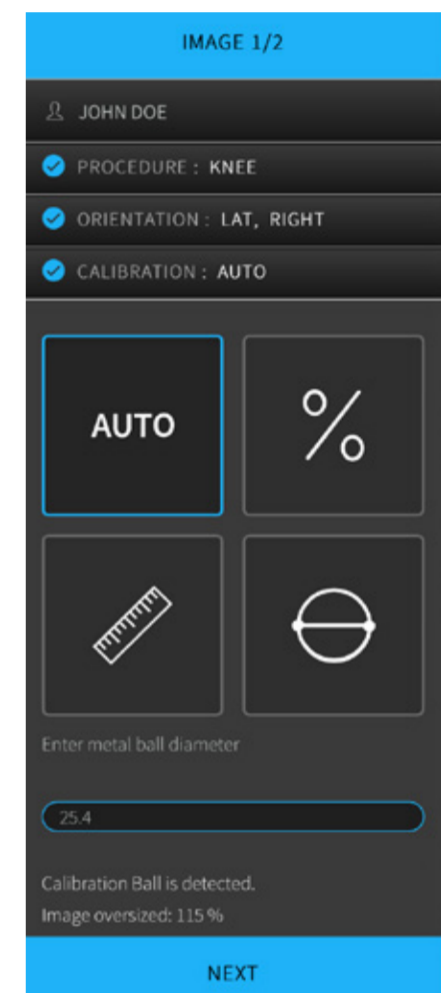 IMAGE 1/2
JOHN DOE
PROCEDURE : KNEE
ORIENTATION : LAT, RIGHT
CALIBRATION : AUTO
AUTO
%
Enter metal ball diameter
25.4
Calibration Ball is detected.
Image oversized: 115 %
NEXT